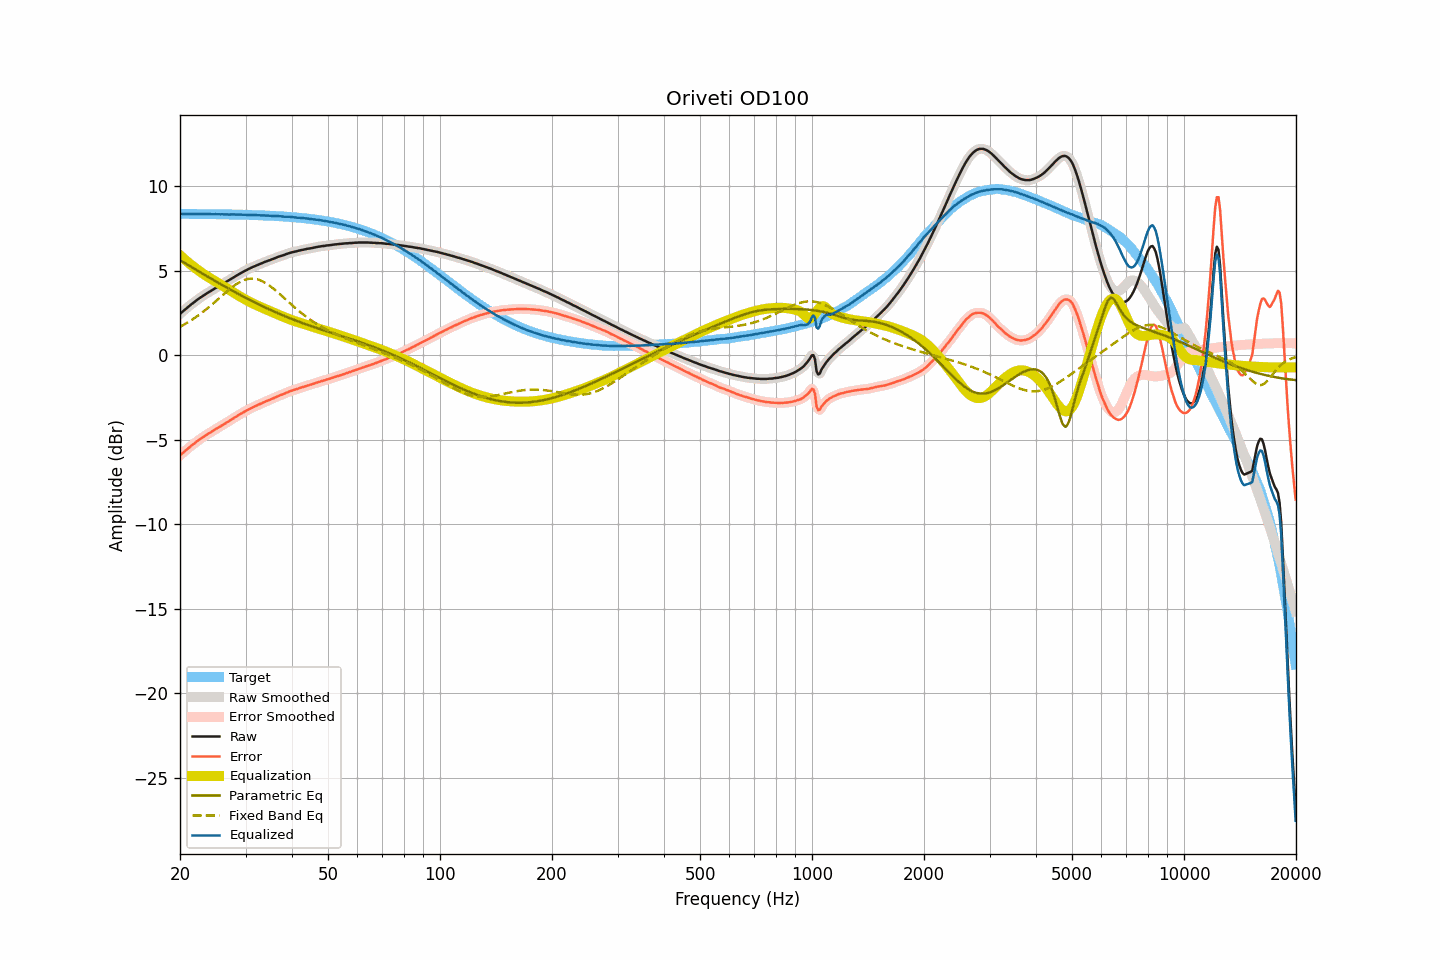 Oriveti OD100
10
5
0
−5
−10
−15
−20
−25
Amplitude (dBr)
Target
Raw Smoothed
Error Smoothed
Raw
Error
Equalization
Parametric Eq
Fixed Band Eq
Equalized
20 50 100 200 500 1000 2000 5000 10000 20000
Frequency (Hz)